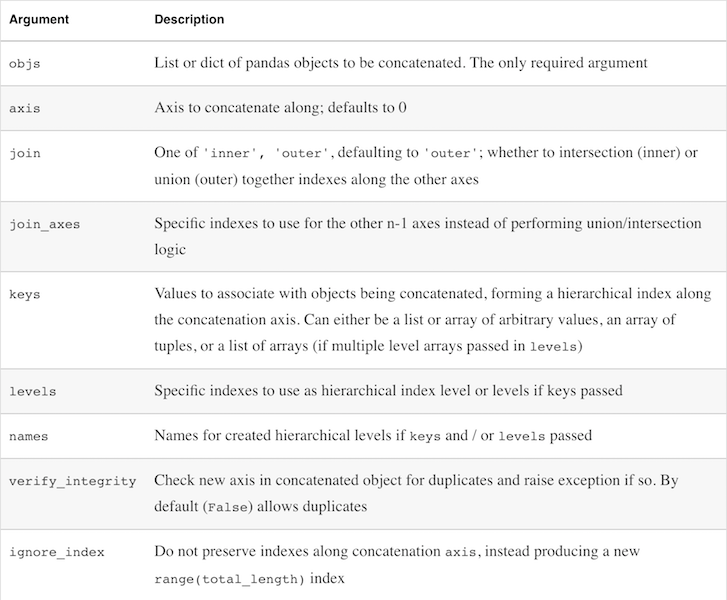 Argument Description
objs List or dict of pandas objects to be concatenated. The only required argument
axis Axis to concatenate along; defaults to 0
join One of 'inner', 'outer', defaulting to 'outer'; whether to intersection (inner) or
union (outer) together indexes along the other axes
join_axes Specific indexes to use for the other n-1 axes instead of performing union/intersection
logic
keys Values to associate with objects being concatenated, forming a hierarchical index along
the concatenation axis. Can either be a list or array of arbitrary values, an array of
tuples, or a list of arrays (if multiple level arrays passed in levels)
levels Specific indexes to use as hierarchical index level or levels if keys passed
names Names for created hierarchical levels if keys and / or levels passed
verify_integrity Check new axis in concatenated object for duplicates and raise exception if so. By
default (False) allows duplicates
ignore_index Do not preserve indexes along concatenation axis, instead producing a new
range(total_length) index